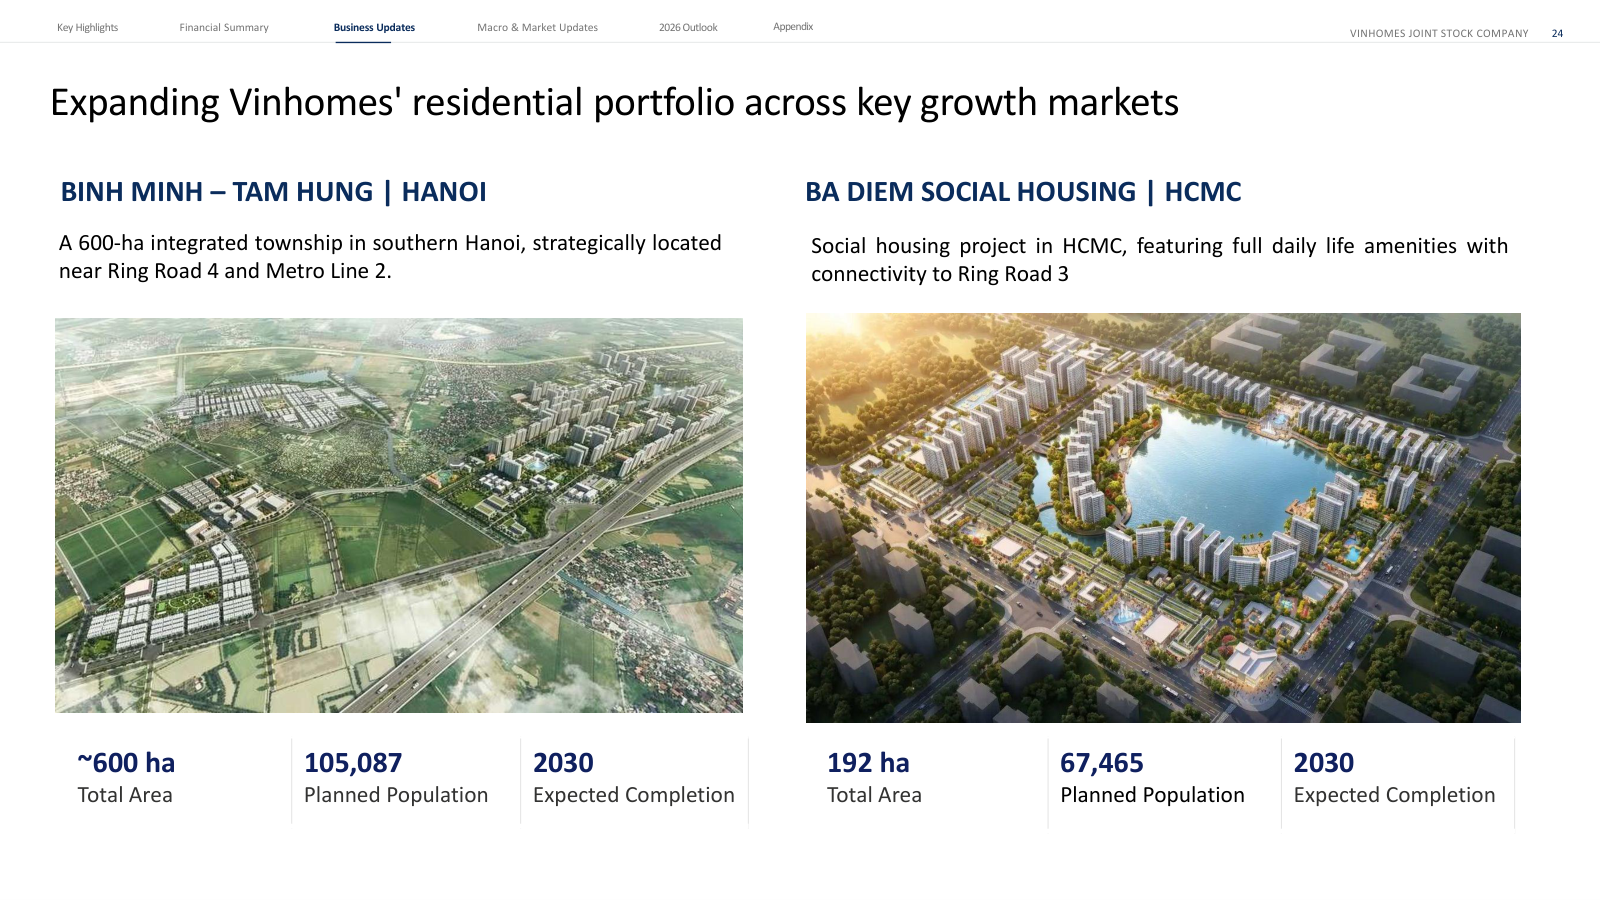 Key Highlights
Financial Summary
Business Updates
Macro & Market Updates
2026 Outlook
Appendix
VINHOMES JOINT STOCK COMPANY 24
Expanding Vinhomes' residential portfolio across key growth markets
BINH MINH – TAM HUNG | HANOI
A 600-ha integrated township in southern Hanoi, strategically located
near Ring Road 4 and Metro Line 2.
~600 ha
Total Area
105,087
Planned Population
2030
Expected Completion
BA DIEM SOCIAL HOUSING | HCMC
Social housing project in HCMC, featuring full daily life amenities with
connectivity to Ring Road 3
192 ha
Total Area
67,465
Planned Population
2030
Expected Completion